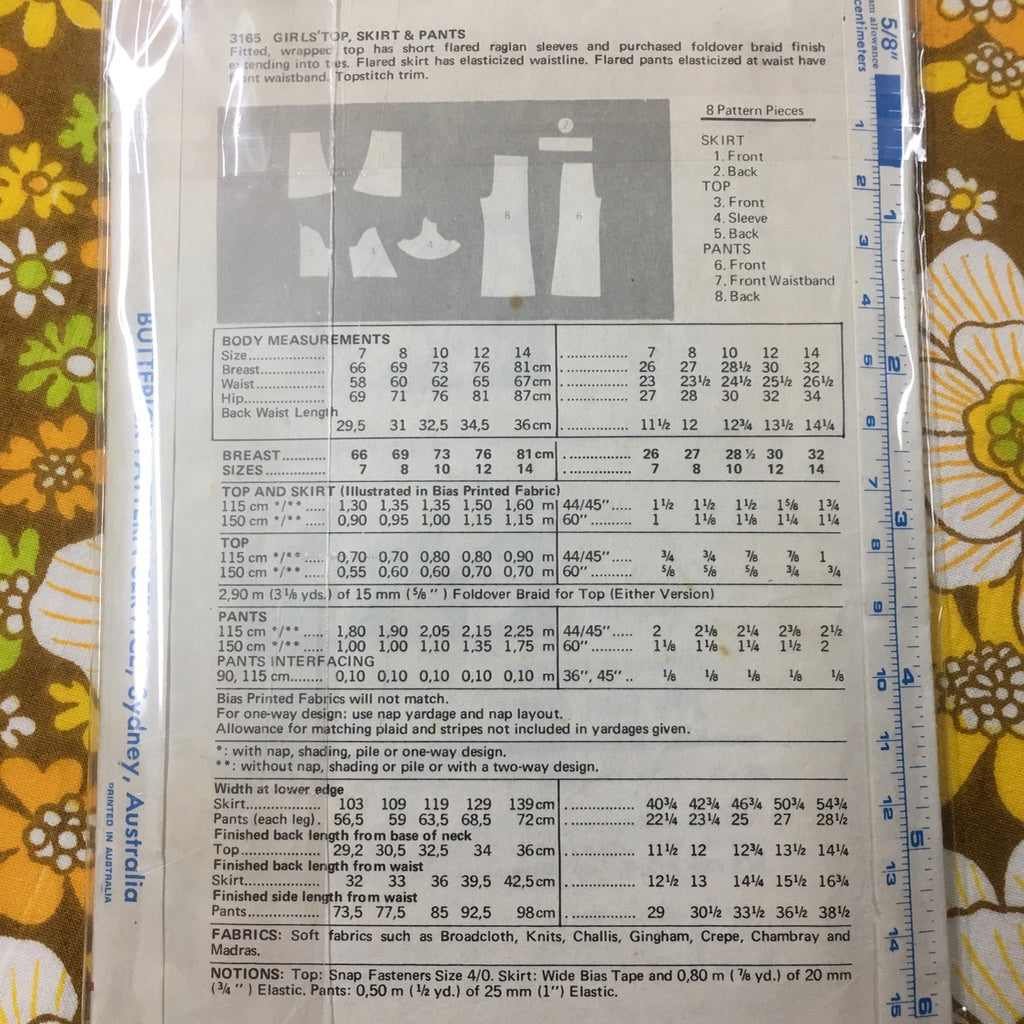 3165 GIRLS' TOP, SKIRT & PANTS
Fitted, wrapped top has short flared raglan sleeves and purchased foldover braid finish
extending into ties. Flared skirt has elasticized waistline. Flared pants elasticized at waist have
front waistband. Topstitch trim.
8 Pattern Pieces
SKIRT
1. Front
2. Back
TOP
3. Front
4. Sleeve
5. Back
PANTS
6. Front
7. Front Waistband
8. Back
7
8
6
4
BODY MEASUREMENTS
Size.................. 7 8 10 12 14 ................ 7 8 10 12 14
Breast................ 66 69 73 76 81cm ................ 26 27 28½ 30 32
Waist................. 58 60 62 65 67cm ................ 23 23½ 24½ 25½ 26½
Hip................... 69 71 76 81 87cm ................ 27 28 30 32 34
Back Waist Length
29,5 31 32,5 34,5 36cm ................ 11½ 12 12¾ 13½ 14¼
BREAST.......... 66 69 73 76 81cm ................ 26 27 28½ 30 32
SIZES.............. 7 8 10 12 14 ................ 7 8 10 12 14
TOP AND SKIRT (Illustrated in Bias Printed Fabric)
115 cm */** ..... 1,30 1,35 1,35 1,50 1,60 m 44/45"..... 1½ 1½ 1½ 1⅝ 1¾
150 cm */** ..... 0,90 0,95 1,00 1,15 1,15 m 60".......... 1 1⅛ 1⅛ 1¼ 1¼
TOP
115 cm */** ..... 0,70 0,70 0,80 0,80 0,90 m 44/45"..... ¾ ¾ ⅞ ⅞ 1
150 cm */** ..... 0,55 0,60 0,60 0,70 0,70 m 60".......... ⅝ ⅝ ⅝ ¾ ¾
2,90 m (3⅛ yds.) of 15 mm (⅝") Foldover Braid for Top (Either Version)
PANTS
115 cm */** ..... 1,80 1,90 2,05 2,15 2,25 m 44/45"..... 2 2⅛ 2¼ 2⅜ 2½
150 cm */** ..... 1,00 1,00 1,10 1,35 1,75 m 60".......... 1⅛ 1⅛ 1¼ 1½ 2
PANTS INTERFACING
90, 115 cm........ 0,10 0,10 0,10 0,10 0,10 m 36", 45" .. ⅛ ⅛ ⅛ ⅛ ⅛
Bias Printed Fabrics will not match.
For one-way design: use nap yardage and nap layout.
Allowance for matching plaid and stripes not included in yardages given.
*: with nap, shading, pile or one-way design.
**: without nap, shading or pile or with a two-way design.
Width at lower edge
Skirt.................. 103 109 119 129 139cm ................ 40¾ 42¾ 46¾ 50¾ 54¾
Pants (each leg). 56,5 59 63,5 68,5 72cm ................ 22¼ 23¼ 25 27 28½
Finished back length from base of neck
Top.................... 29,2 30,5 32,5 34 36cm ................ 11½ 12 12¾ 13½ 14¼
Finished back length from waist
Skirt.................. 32 33 36 39,5 42,5cm ................ 12½ 13 14¼ 15½ 16¾
Finished side length from waist
Pants................. 73,5 77,5 85 92,5 98cm ................ 29 30½ 33½ 36½ 38½
FABRICS: Soft fabrics such as Broadcloth, Knits, Challis, Gingham, Crepe, Chambray and
Madras.
NOTIONS: Top: Snap Fasteners Size 4/0. Skirt: Wide Bias Tape and 0,80 m (⅞ yd.) of 20 mm
(¾") Elastic. Pants: 0,50 m (½ yd.) of 25 mm (1") Elastic.
Sydney, Australia
PRINTED IN AUSTRALIA
5/8"
allowance
centimeters
1 2 3 4 5 6 7 8 9 10 11 12 13 14 15
1 2 3 4 5 6